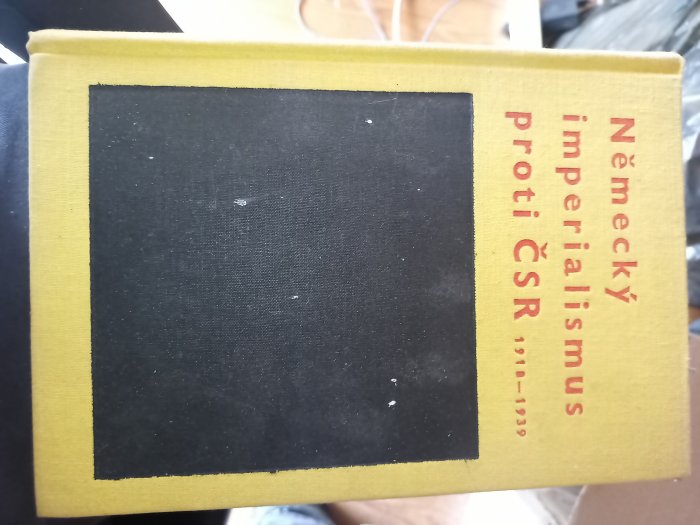 Německý
imperialismus
proti ČSR 1918–1939